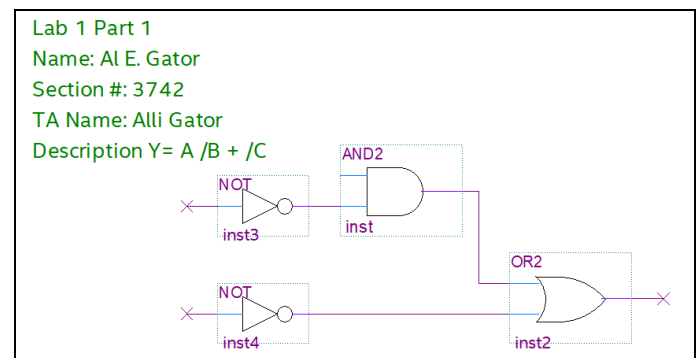 Lab 1 Part 1
Name: Al E. Gator
Section #: 3742
TA Name: Alli Gator
Description Y= A /B + /C
AND2
NOT
inst
inst3
OR2
NOT
inst4
inst2